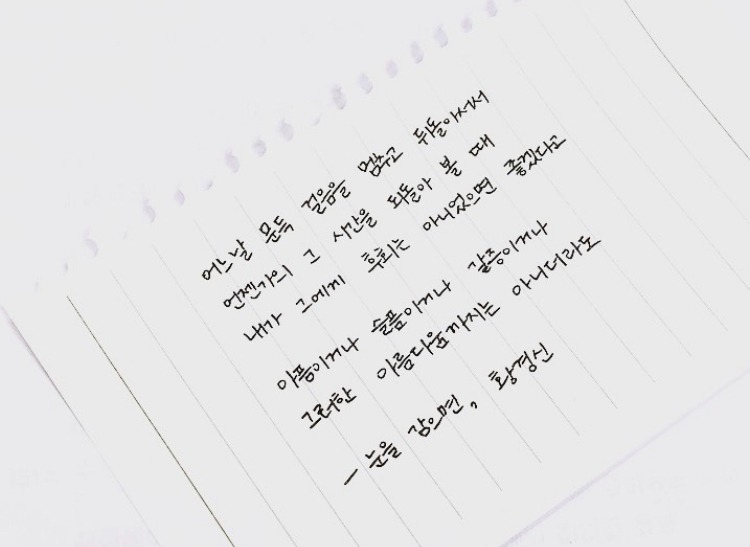 어느날 문득 걸음을 멈추고 뒤돌아서서
언젠가의 그 시간을 되돌아 볼 때
내가 그에게 후회는 아니었으면 좋겠다고
아픔이거나 슬픔이거나 갈증이거나
그러한 아름다움까지는 아니더라도
- 눈을 감으면, 황경신